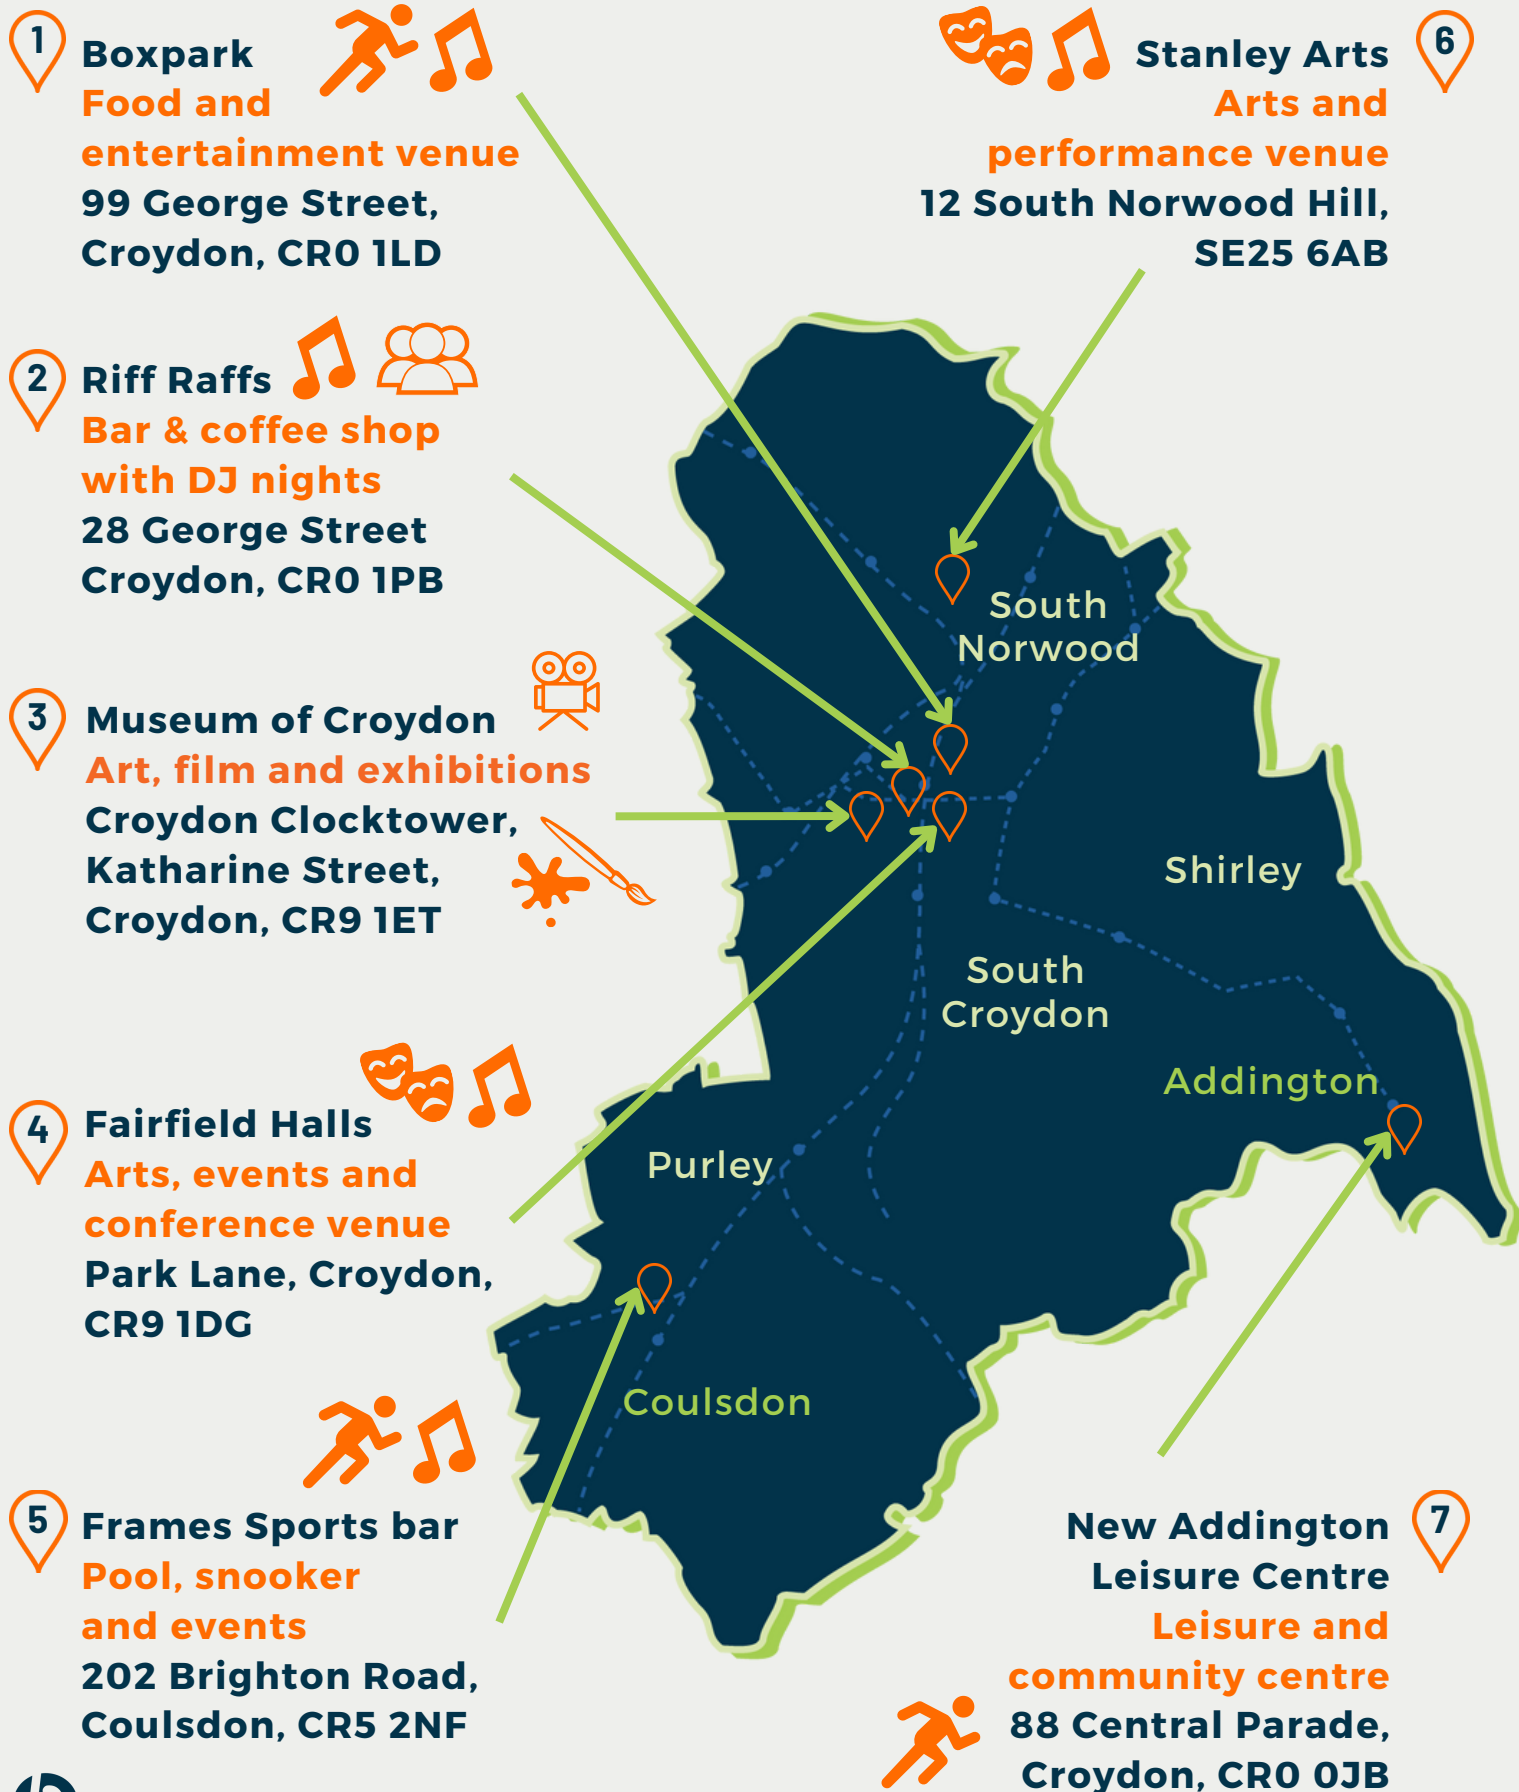 1
Boxpark
Food and
entertainment venue
99 George Street,
Croydon, CR0 1LD
2
Riff Raffs
Bar & coffee shop
with DJ nights
28 George Street
Croydon, CR0 1PB
3
Museum of Croydon
Art, film and exhibitions
Croydon Clocktower,
Katharine Street,
Croydon, CR9 1ET
4
Fairfield Halls
Arts, events and
conference venue
Park Lane, Croydon,
CR9 1DG
5
Frames Sports bar
Pool, snooker
and events
202 Brighton Road,
Coulsdon, CR5 2NF
6
Stanley Arts
Arts and
performance venue
12 South Norwood Hill,
SE25 6AB
South
Norwood
Shirley
South
Croydon
Addington
Purley
Coulsdon
7
New Addington
Leisure Centre
Leisure and
community centre
88 Central Parade,
Croydon, CR0 0JB